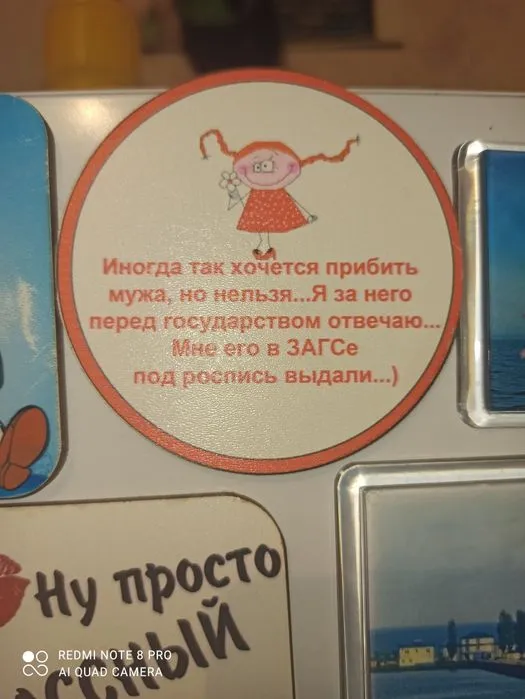 Иногда так хочется прибить
мужа, но нельзя...Я за него
перед государством отвечаю...
Мне его в ЗАГСе
под роспись выдали...)
Ну просто
REDMI NOTE 8 PRO
AI QUAD CAMERA